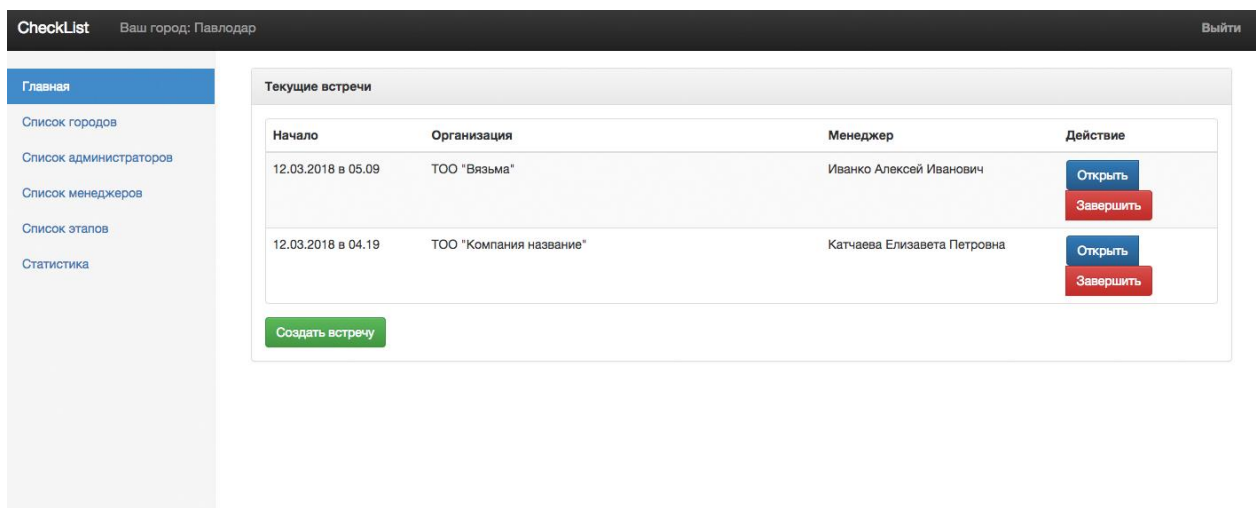 CheckList Ваш город: Павлодар Выйти
Главная
Список городов
Список администраторов
Список менеджеров
Список этапов
Статистика
Текущие встречи
Начало Организация Менеджер Действие
12.03.2018 в 05.09 ТОО "Вязьма" Иванко Алексей Иванович Открыть
Завершить
12.03.2018 в 04.19 ТОО "Компания название" Катчаева Елизавета Петровна Открыть
Завершить
Создать встречу